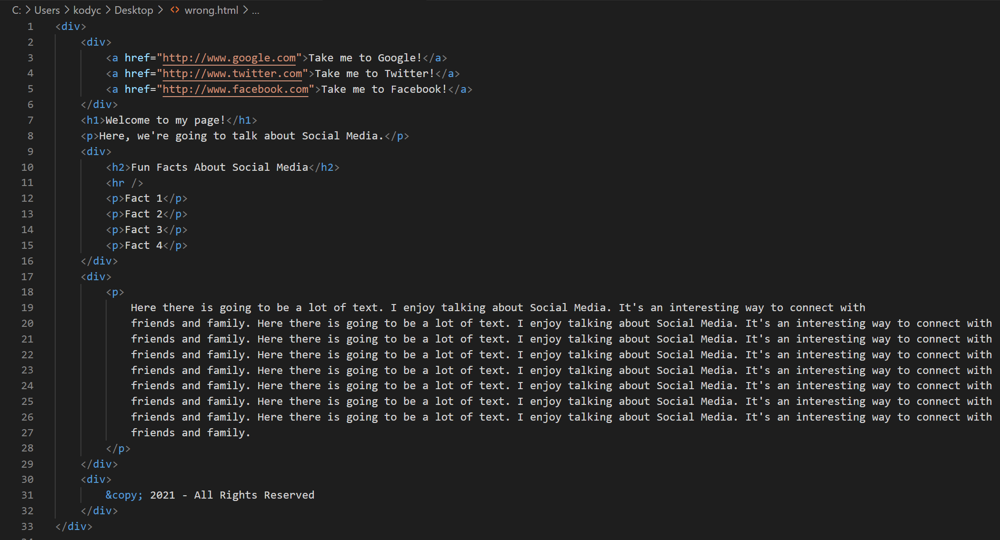 C: > Users > kodyc > Desktop > <> wrong.html > ...
1 <div>
2     <div>
3         <a href="http://www.google.com">Take me to Google!</a>
4         <a href="http://www.twitter.com">Take me to Twitter!</a>
5         <a href="http://www.facebook.com">Take me to Facebook!</a>
6     </div>
7     <h1>Welcome to my page!</h1>
8     <p>Here, we're going to talk about Social Media.</p>
9     <div>
10         <h2>Fun Facts About Social Media</h2>
11         <hr />
12         <p>Fact 1</p>
13         <p>Fact 2</p>
14         <p>Fact 3</p>
15         <p>Fact 4</p>
16     </div>
17     <div>
18         <p>
19             Here there is going to be a lot of text. I enjoy talking about Social Media. It's an interesting way to connect with
20             friends and family. Here there is going to be a lot of text. I enjoy talking about Social Media. It's an interesting way to connect with
21             friends and family. Here there is going to be a lot of text. I enjoy talking about Social Media. It's an interesting way to connect with
22             friends and family. Here there is going to be a lot of text. I enjoy talking about Social Media. It's an interesting way to connect with
23             friends and family. Here there is going to be a lot of text. I enjoy talking about Social Media. It's an interesting way to connect with
24             friends and family. Here there is going to be a lot of text. I enjoy talking about Social Media. It's an interesting way to connect with
25             friends and family. Here there is going to be a lot of text. I enjoy talking about Social Media. It's an interesting way to connect with
26             friends and family. Here there is going to be a lot of text. I enjoy talking about Social Media. It's an interesting way to connect with
27             friends and family.
28         </p>
29     </div>
30     <div>
31         &copy; 2021 - All Rights Reserved
32     </div>
33 </div>